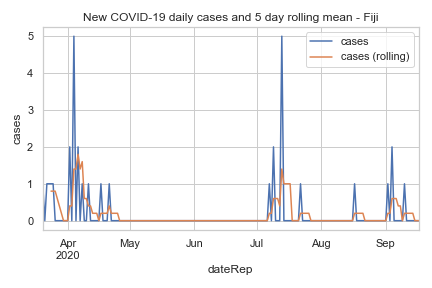 New COVID-19 daily cases and 5 day rolling mean - Fiji
cases
cases (rolling)
cases
5
4
3
2
1
0
Apr
2020
May
Jun
Jul
Aug
Sep
dateRep